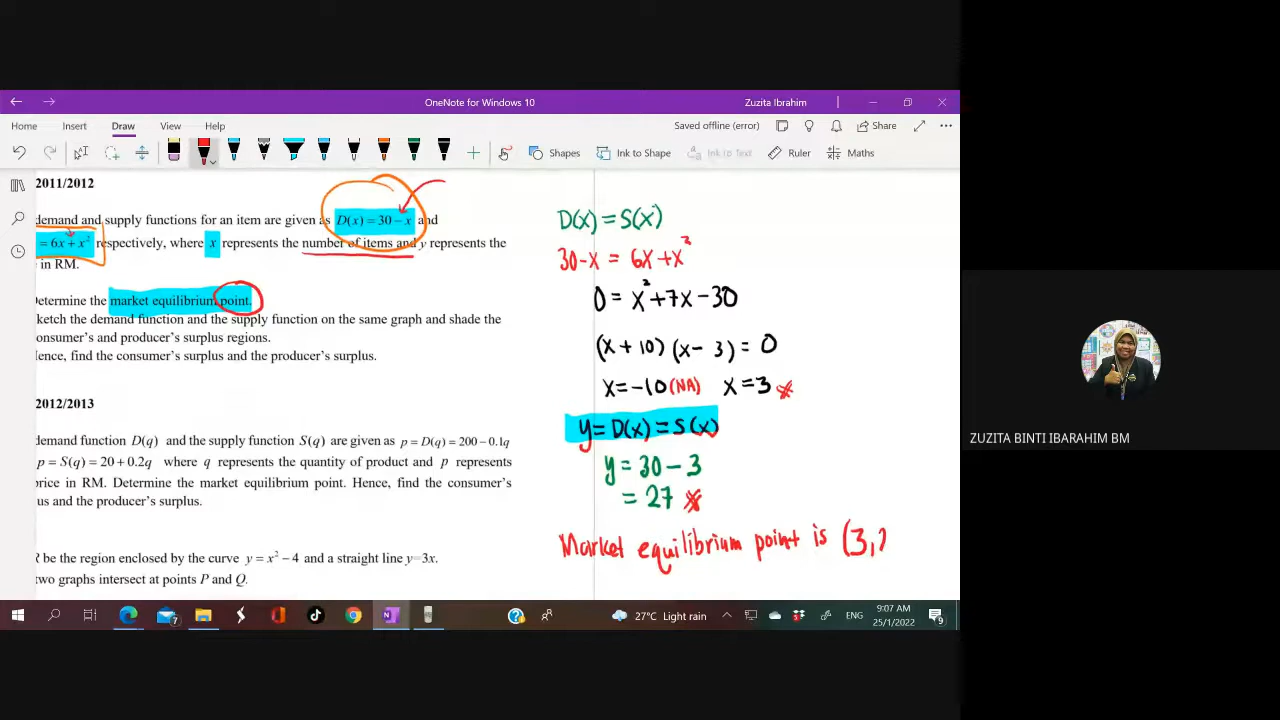 OneNote for Windows 10
Zuzita Ibrahim
Home Insert Draw View Help
Saved offline (error)
Share
Shapes
Ink to Shape
Ink to Text
Ruler
Maths
2011/2012
demand and supply functions for an item are given as D(x) = 30 − x and
= 6x + x² respectively, where x represents the number of items and y represents the
in RM.
Determine the market equilibrium point.
ketch the demand function and the supply function on the same graph and shade the
onsumer's and producer's surplus regions.
Hence, find the consumer's surplus and the producer's surplus.
2012/2013
demand function D(q) and the supply function S(q) are given as p = D(q) = 200 − 0.1q
p = S(q) = 20 + 0.2q where q represents the quantity of product and p represents
price in RM. Determine the market equilibrium point. Hence, find the consumer's
us and the producer's surplus.
R be the region enclosed by the curve y = x² − 4 and a straight line y=3x.
two graphs intersect at points P and Q.
D(x) = S(x)
30-x = 6x + x²
0 = x² + 7x - 30
(x + 10) (x - 3) = 0
x = -10 (NA) x = 3
y = D(x) = S(x)
y = 30 - 3
= 27
Market equilibrium point is (3,
ZUZITA BINTI IBARAHIM BM
7
27°C Light rain
ENG
9:07 AM
25/1/2022
9